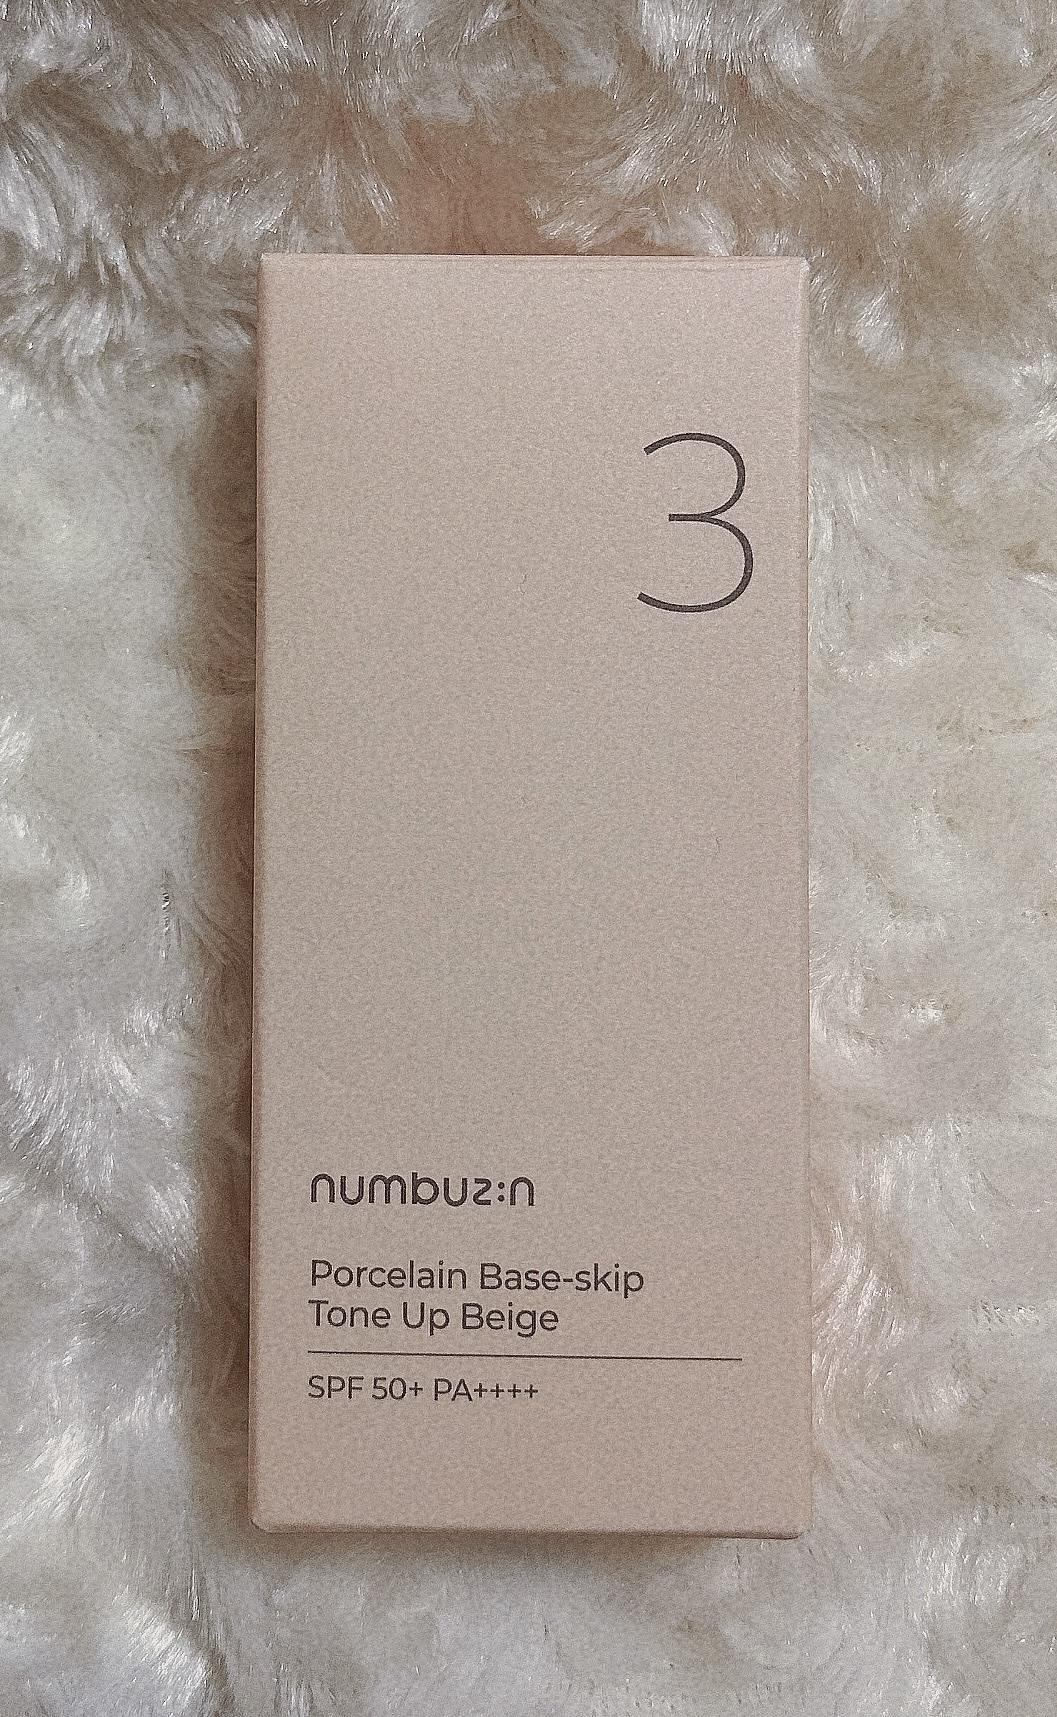 3
numbuz:n
Porcelain Base-skip
Tone Up Beige
SPF 50+ PA++++